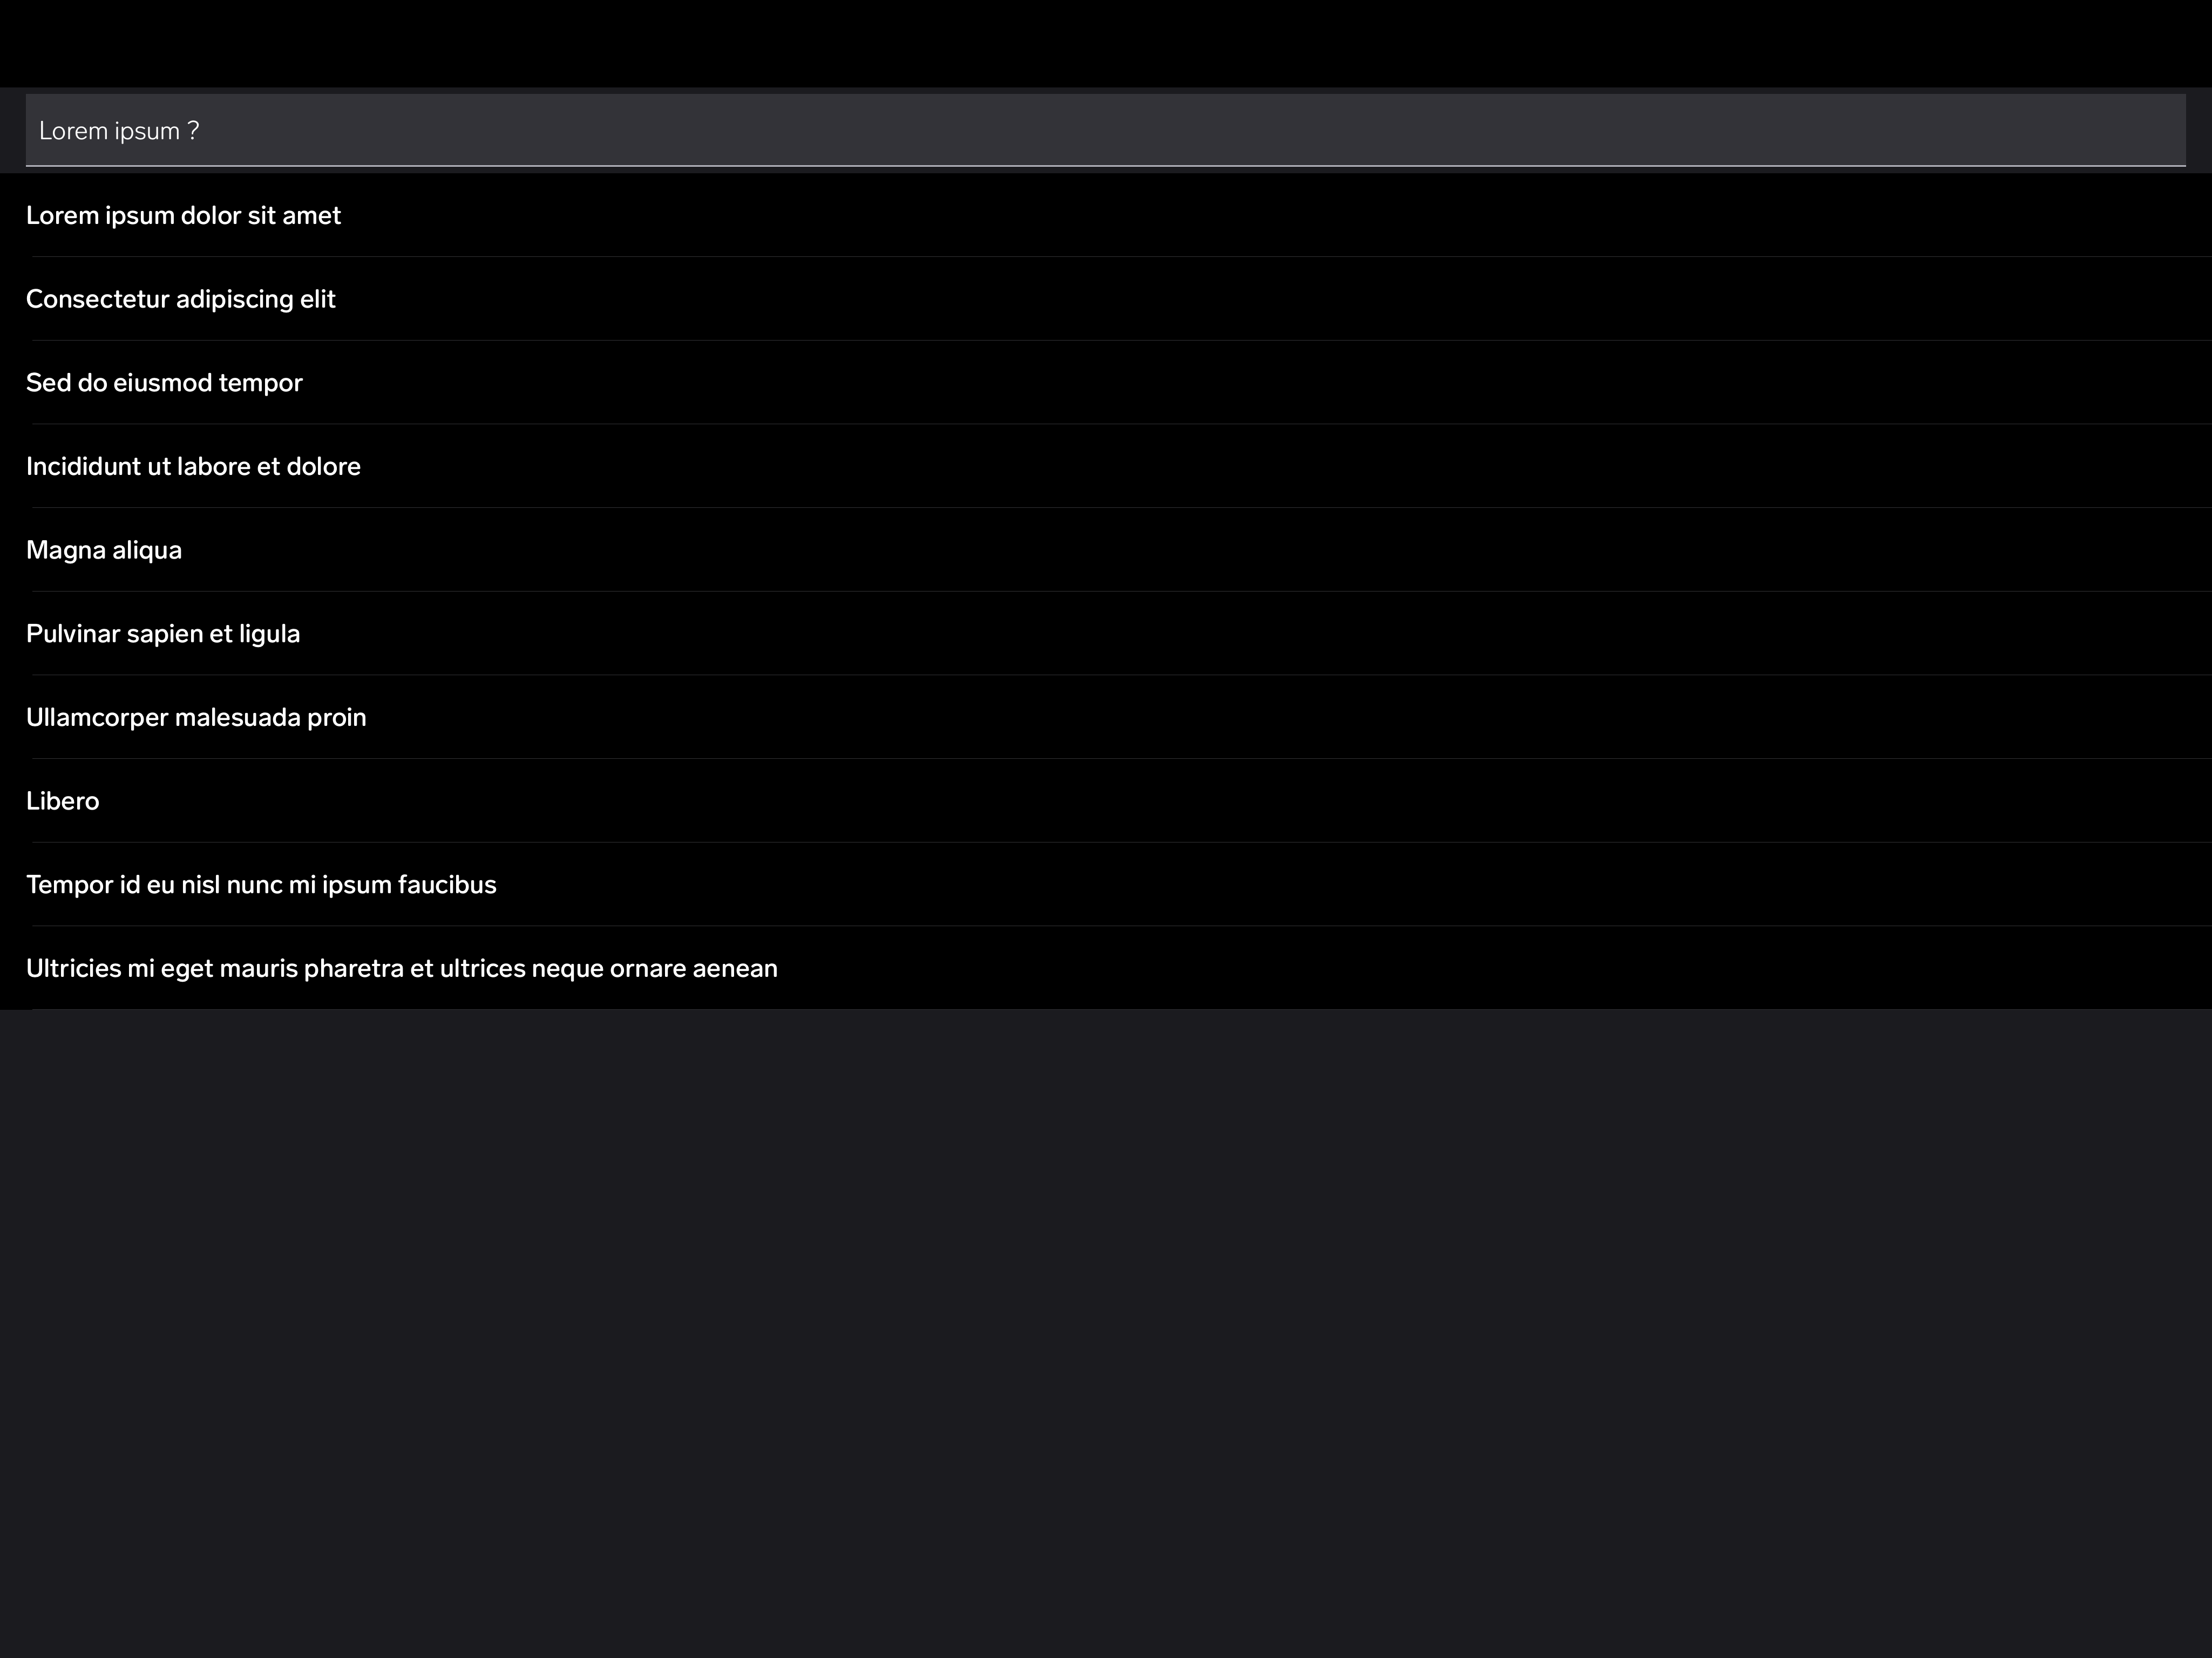 Lorem ipsum ?
Lorem ipsum dolor sit amet
Consectetur adipiscing elit
Sed do eiusmod tempor
Incididunt ut labore et dolore
Magna aliqua
Pulvinar sapien et ligula
Ullamcorper malesuada proin
Libero
Tempor id eu nisl nunc mi ipsum faucibus
Ultricies mi eget mauris pharetra et ultrices neque ornare aenean